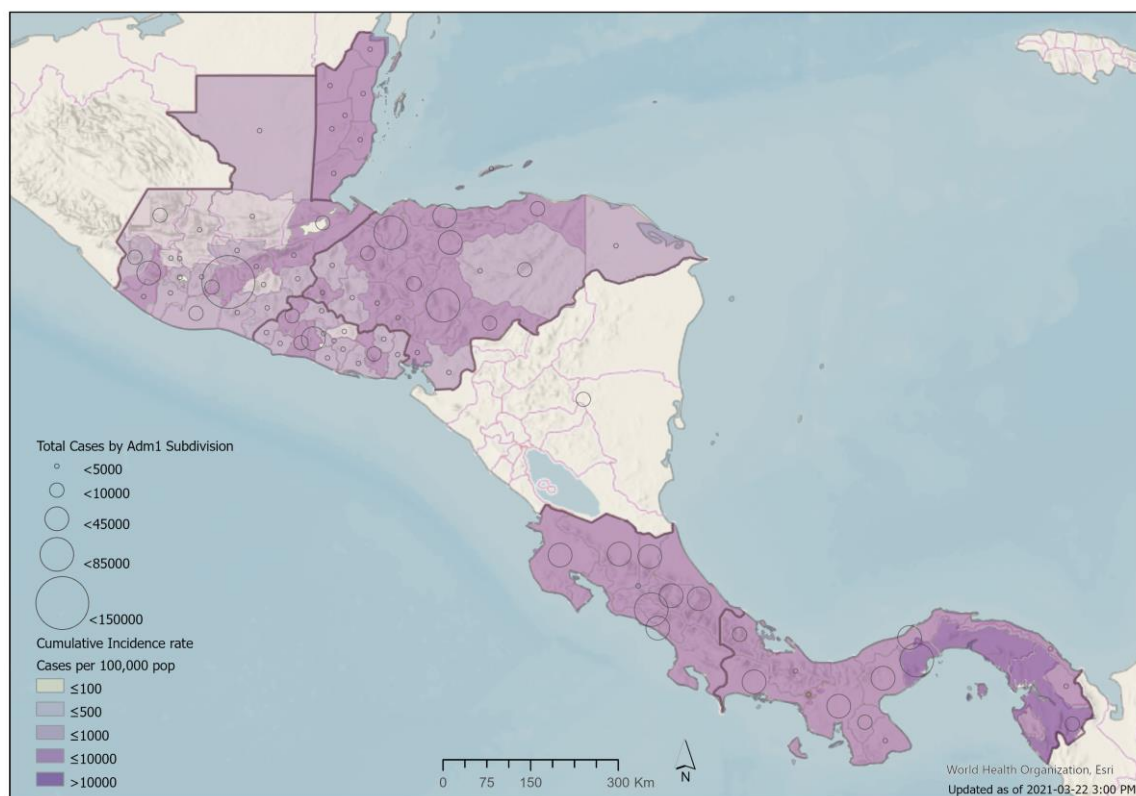 Total Cases by Adm1 Subdivision
<5000
<10000
<45000
<85000
<150000
Cumulative Incidence rate
Cases per 100,000 pop
≤100
≤500
≤1000
≤10000
>10000
0 75 150 300 Km
N
World Health Organization, Esri
Updated as of 2021-03-22 3:00 PM